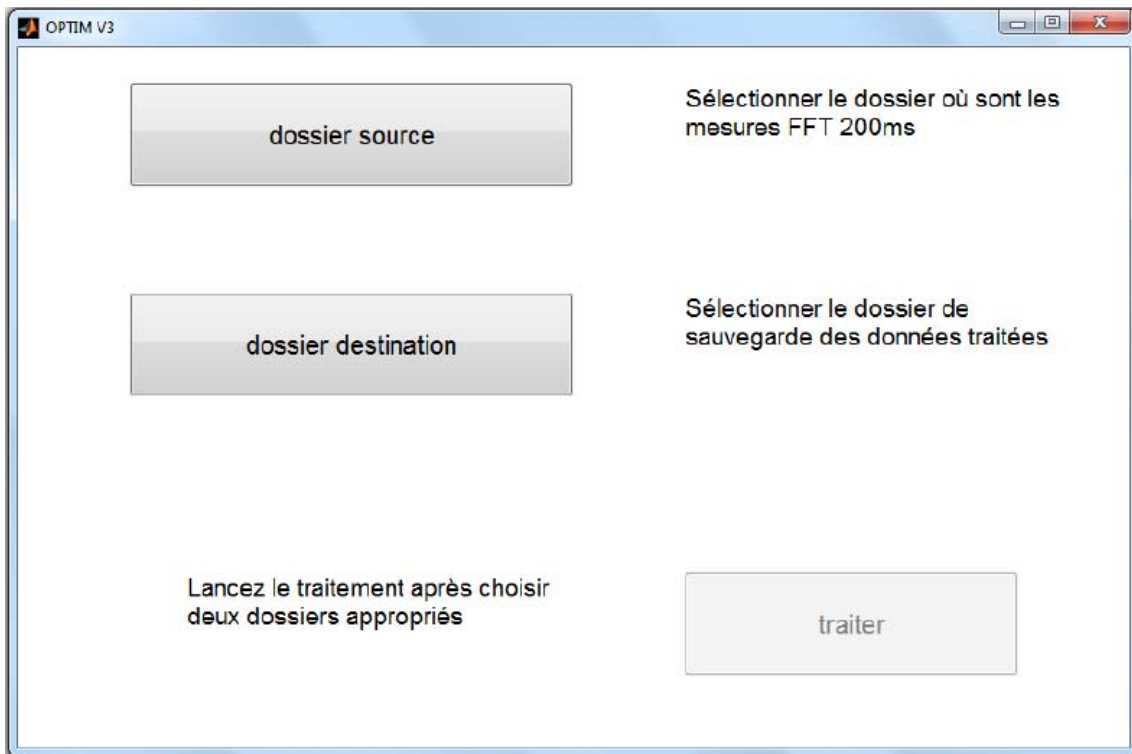 OPTIM V3
dossier source
Sélectionner le dossier où sont les
mesures FFT 200ms
dossier destination
Sélectionner le dossier de
sauvegarde des données traitées
Lancez le traitement après choisir
deux dossiers appropriés
traiter